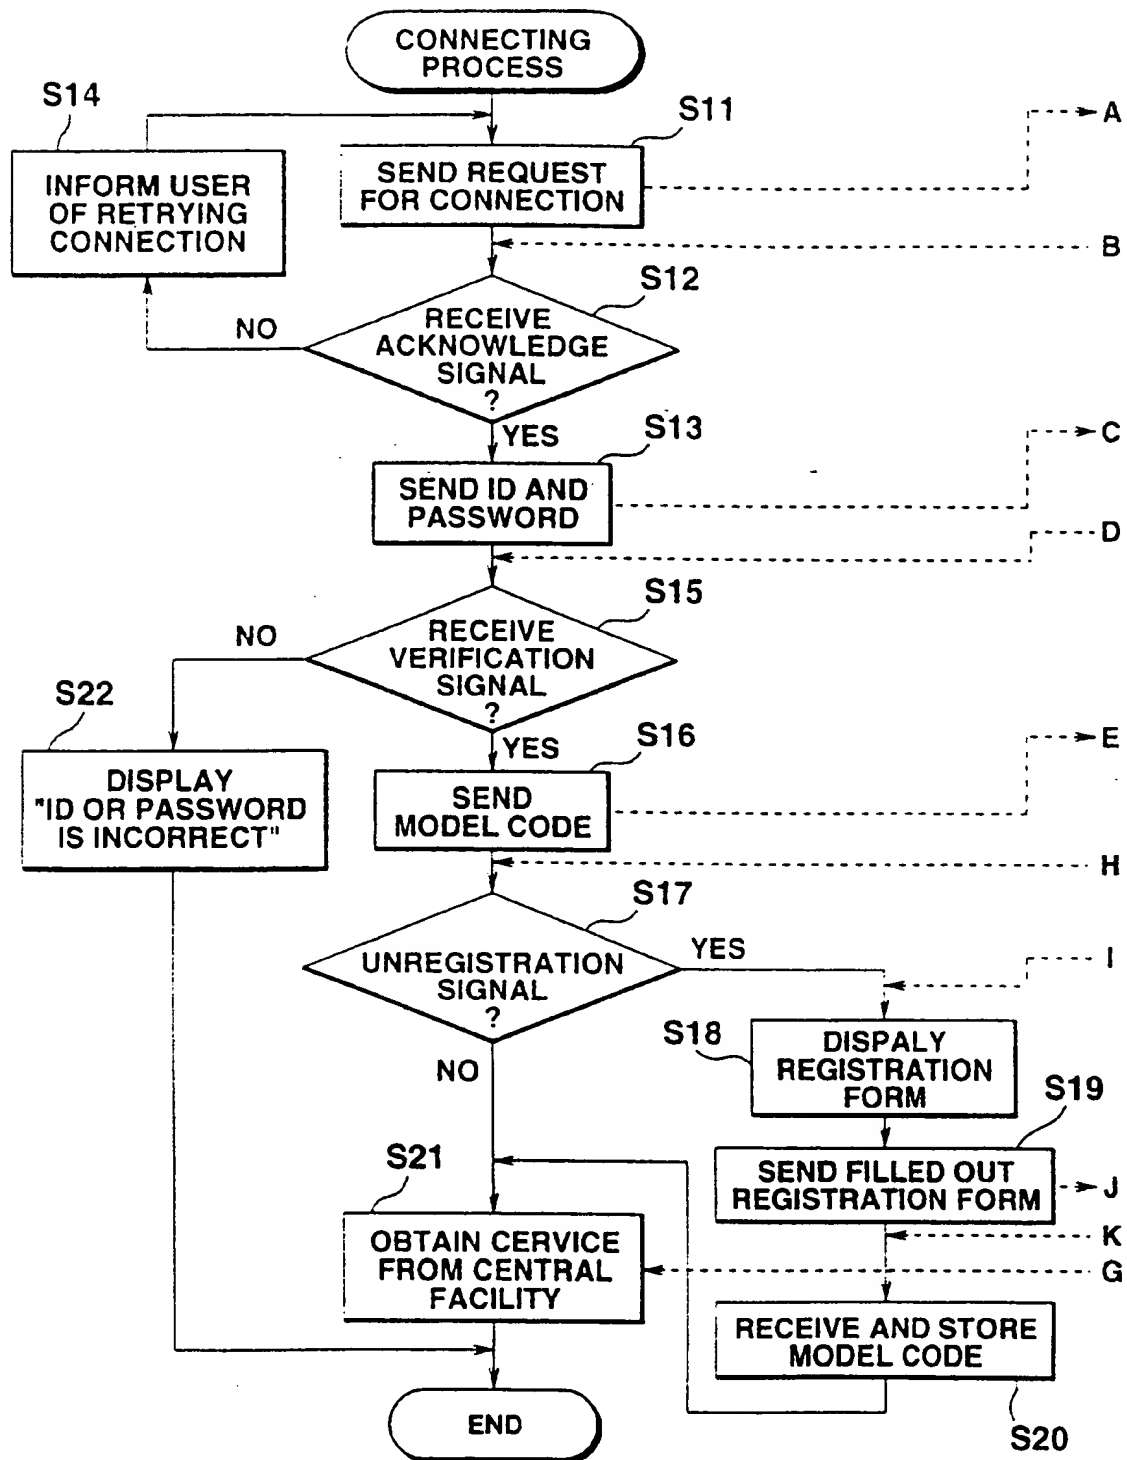 CONNECTING
PROCESS
S14
S11
A
INFORM USER
OF RETRYING
CONNECTION
SEND REQUEST
FOR CONNECTION
B
S12
NO
RECEIVE
ACKNOWLEDGE
SIGNAL
?
YES
S13
C
SEND ID AND
PASSWORD
D
S15
NO
RECEIVE
VERIFICATION
SIGNAL
?
S22
YES
S16
E
DISPLAY
"ID OR PASSWORD
IS INCORRECT"
SEND
MODEL CODE
H
S17
UNREGISTRATION
SIGNAL
?
YES
I
NO
S18
DISPALY
REGISTRATION
FORM
S19
S21
SEND FILLED OUT
REGISTRATION FORM
J
K
OBTAIN CERVICE
FROM CENTRAL
FACILITY
G
RECEIVE AND STORE
MODEL CODE
END
S20